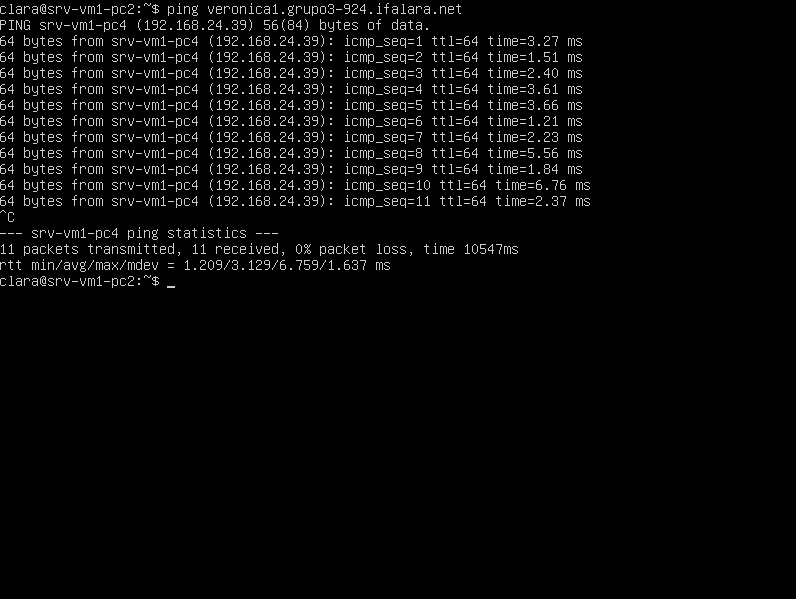 clara@srv-vm1-pc2:~$ ping veronica1.grupo3-924.ifalara.net
PING srv-vm1-pc4 (192.168.24.39) 56(84) bytes of data.
64 bytes from srv-vm1-pc4 (192.168.24.39): icmp_seq=1 ttl=64 time=3.27 ms
64 bytes from srv-vm1-pc4 (192.168.24.39): icmp_seq=2 ttl=64 time=1.51 ms
64 bytes from srv-vm1-pc4 (192.168.24.39): icmp_seq=3 ttl=64 time=2.40 ms
64 bytes from srv-vm1-pc4 (192.168.24.39): icmp_seq=4 ttl=64 time=3.61 ms
64 bytes from srv-vm1-pc4 (192.168.24.39): icmp_seq=5 ttl=64 time=3.66 ms
64 bytes from srv-vm1-pc4 (192.168.24.39): icmp_seq=6 ttl=64 time=1.21 ms
64 bytes from srv-vm1-pc4 (192.168.24.39): icmp_seq=7 ttl=64 time=2.23 ms
64 bytes from srv-vm1-pc4 (192.168.24.39): icmp_seq=8 ttl=64 time=5.56 ms
64 bytes from srv-vm1-pc4 (192.168.24.39): icmp_seq=9 ttl=64 time=1.84 ms
64 bytes from srv-vm1-pc4 (192.168.24.39): icmp_seq=10 ttl=64 time=6.76 ms
64 bytes from srv-vm1-pc4 (192.168.24.39): icmp_seq=11 ttl=64 time=2.37 ms
^C
--- srv-vm1-pc4 ping statistics ---
11 packets transmitted, 11 received, 0% packet loss, time 10547ms
rtt min/avg/max/mdev = 1.209/3.129/6.759/1.637 ms
clara@srv-vm1-pc2:~$ _